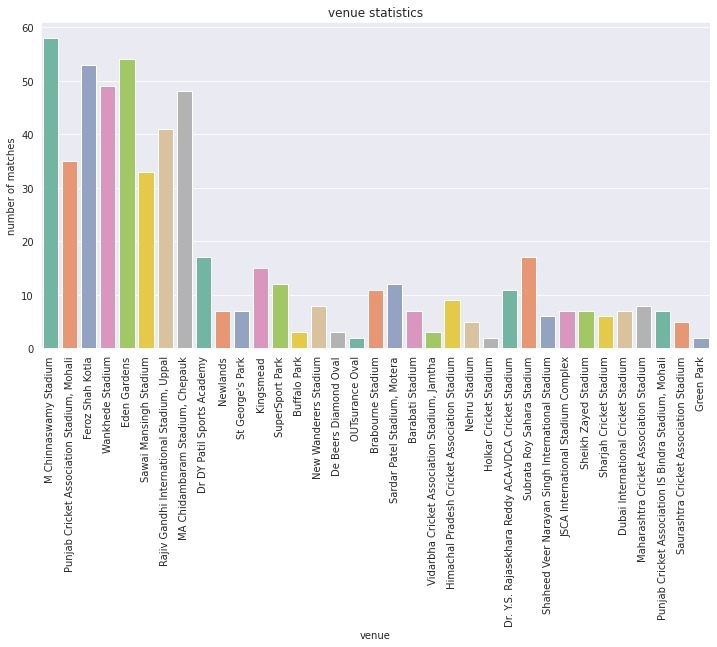 venue statistics
number of matches
60
50
40
30
20
10
0
M Chinnaswamy Stadium
Punjab Cricket Association Stadium, Mohali
Feroz Shah Kotla
Wankhede Stadium
Eden Gardens
Sawai Mansingh Stadium
Rajiv Gandhi International Stadium, Uppal
MA Chidambaram Stadium, Chepauk
Dr DY Patil Sports Academy
Newlands
St George's Park
Kingsmead
SuperSport Park
Buffalo Park
New Wanderers Stadium
De Beers Diamond Oval
OUTsurance Oval
Brabourne Stadium
Sardar Patel Stadium, Motera
Barabati Stadium
Vidarbha Cricket Association Stadium, Jamtha
Himachal Pradesh Cricket Association Stadium
Nehru Stadium
Holkar Cricket Stadium
Dr. Y.S. Rajasekhara Reddy ACA-VDCA Cricket Stadium
Subrata Roy Sahara Stadium
Shaheed Veer Narayan Singh International Stadium
JSCA International Stadium Complex
Sheikh Zayed Stadium
Sharjah Cricket Stadium
Dubai International Cricket Stadium
Maharashtra Cricket Association Stadium
Punjab Cricket Association IS Bindra Stadium, Mohali
Saurashtra Cricket Association Stadium
Green Park
venue